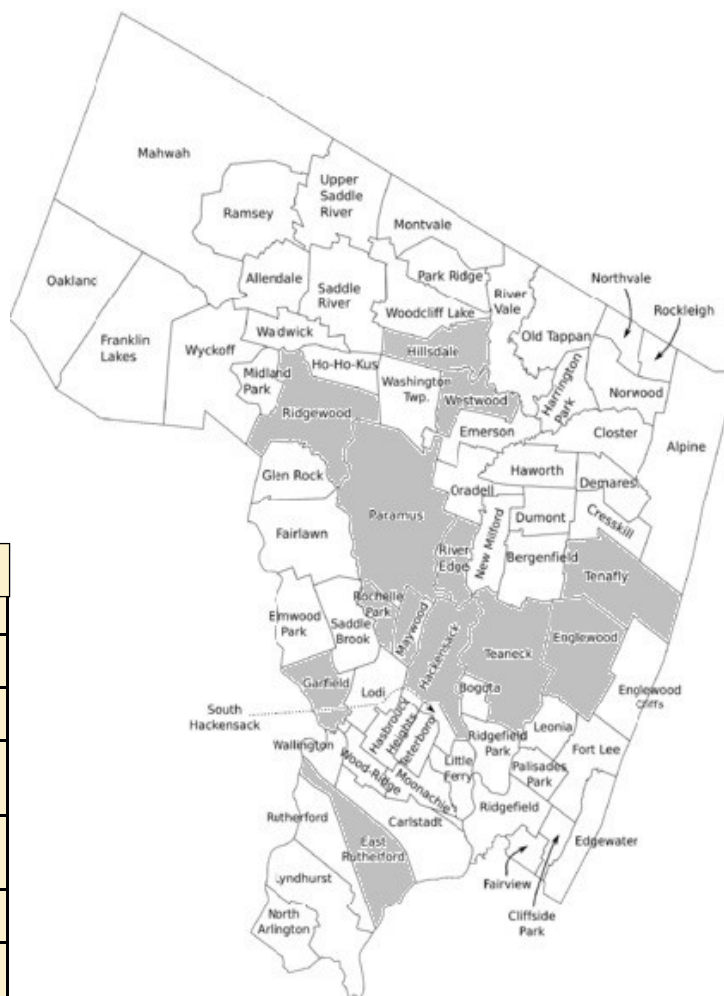 Mahwah
Upper
Saddle
River
Ramsey
Montvale
Oakland
Allendale
Saddle
River
Park Ridge
River
Vale
Northvale
Rockleigh
Franklin
Lakes
Wyckoff
Waldwick
Woodcliff Lake
Old Tappan
Hillsdale
Midland
Park
Ho-Ho-Kus
Washington
Twp.
Westwood
Harrington
Park
Norwood
Ridgewood
Emerson
Closter
Alpine
Glen Rock
Oradell
Haworth
Demarest
Paramus
Dumont
Cresskill
Fairlawn
River
Edge
New Milford
Bergenfield
Tenafly
Rochelle
Park
Maywood
Elmwood
Park
Saddle
Brook
Hackensack
Teaneck
Englewood
Garfield
Lodi
Bogota
Englewood
Cliffs
South
Hackensack
Hasbrouck
Heights
Teterboro
Ridgefield
Park
Leonia
Fort Lee
Wallington
Wood-Ridge
Moonachie
Little
Ferry
Palisades
Park
Rutherford
Carlstadt
Ridgefield
Edgewater
East
Rutherford
Lyndhurst
Fairview
Cliffside
Park
North
Arlington